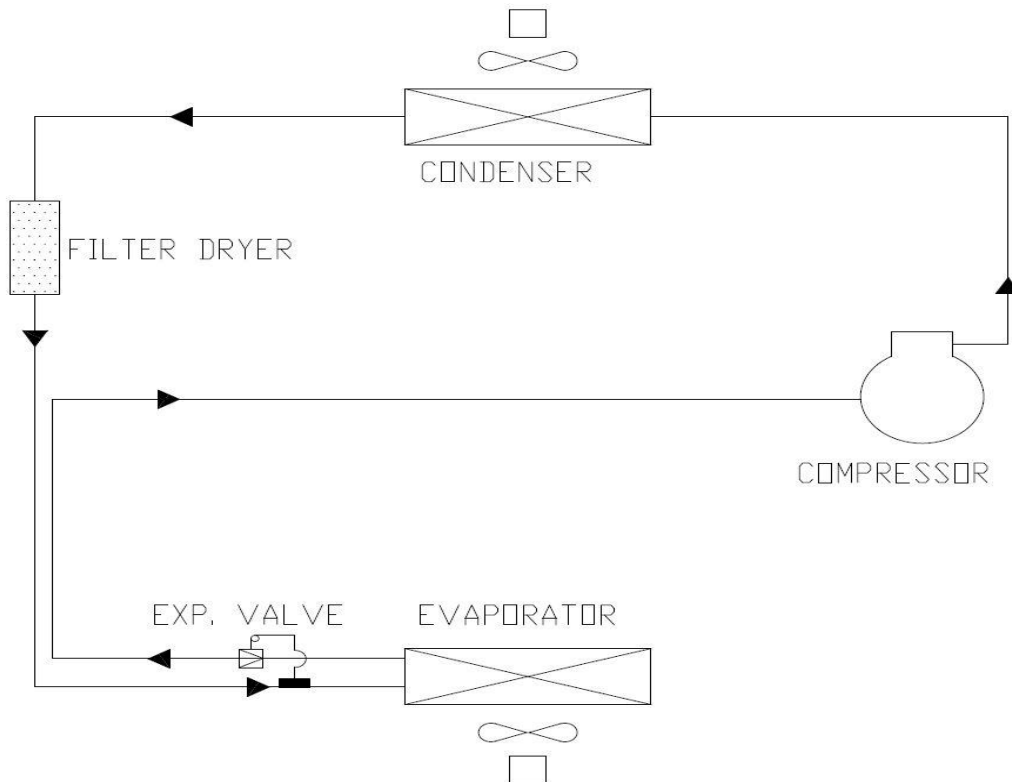 CONDENSER
FILTER DRYER
COMPRESSOR
EXP. VALVE
EVAPORATOR